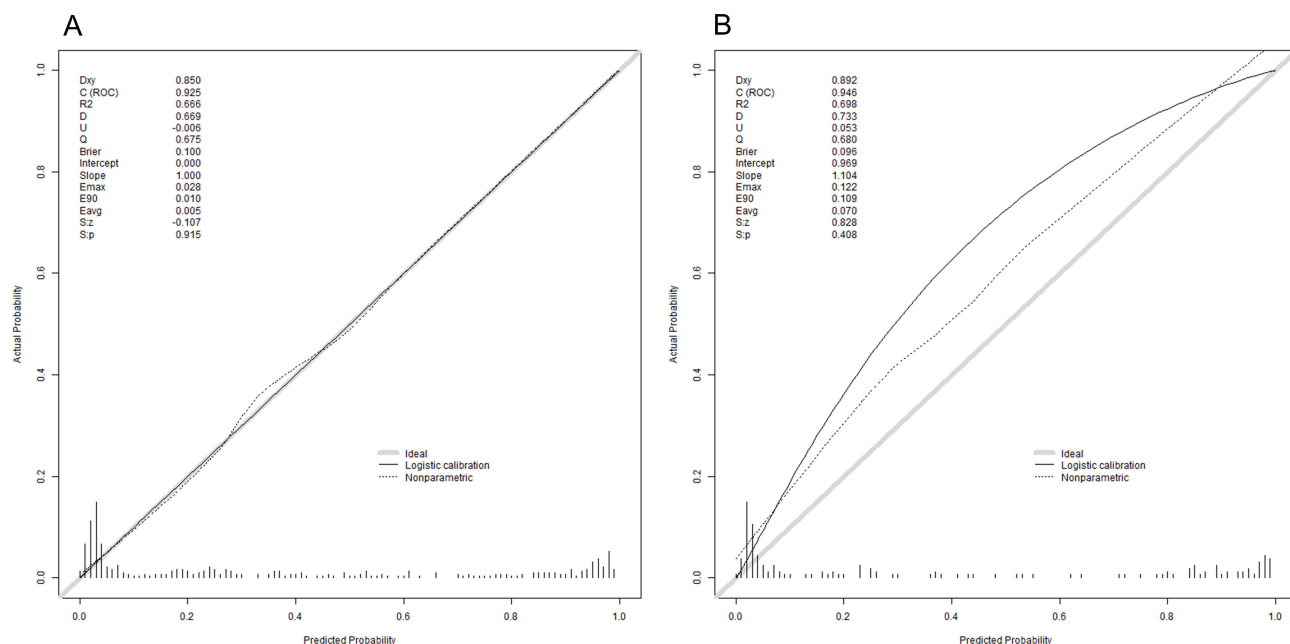 A
1.0
0.8
0.6
0.4
0.2
0.0
Actual Probability
Dxy 0.850
C (ROC) 0.925
R2 0.666
D 0.669
U -0.006
Q 0.675
Brier 0.100
Intercept 0.000
Slope 1.000
Emax 0.028
E90 0.010
Eavg 0.005
S:z -0.107
S:p 0.915
Ideal
Logistic calibration
Nonparametric
0.0 0.2 0.4 0.6 0.8 1.0
Predicted Probability
B
1.0
0.8
0.6
0.4
0.2
0.0
Actual Probability
Dxy 0.892
C (ROC) 0.946
R2 0.698
D 0.733
U 0.053
Q 0.680
Brier 0.096
Intercept 0.969
Slope 1.104
Emax 0.122
E90 0.109
Eavg 0.070
S:z 0.828
S:p 0.408
Ideal
Logistic calibration
Nonparametric
0.0 0.2 0.4 0.6 0.8 1.0
Predicted Probability